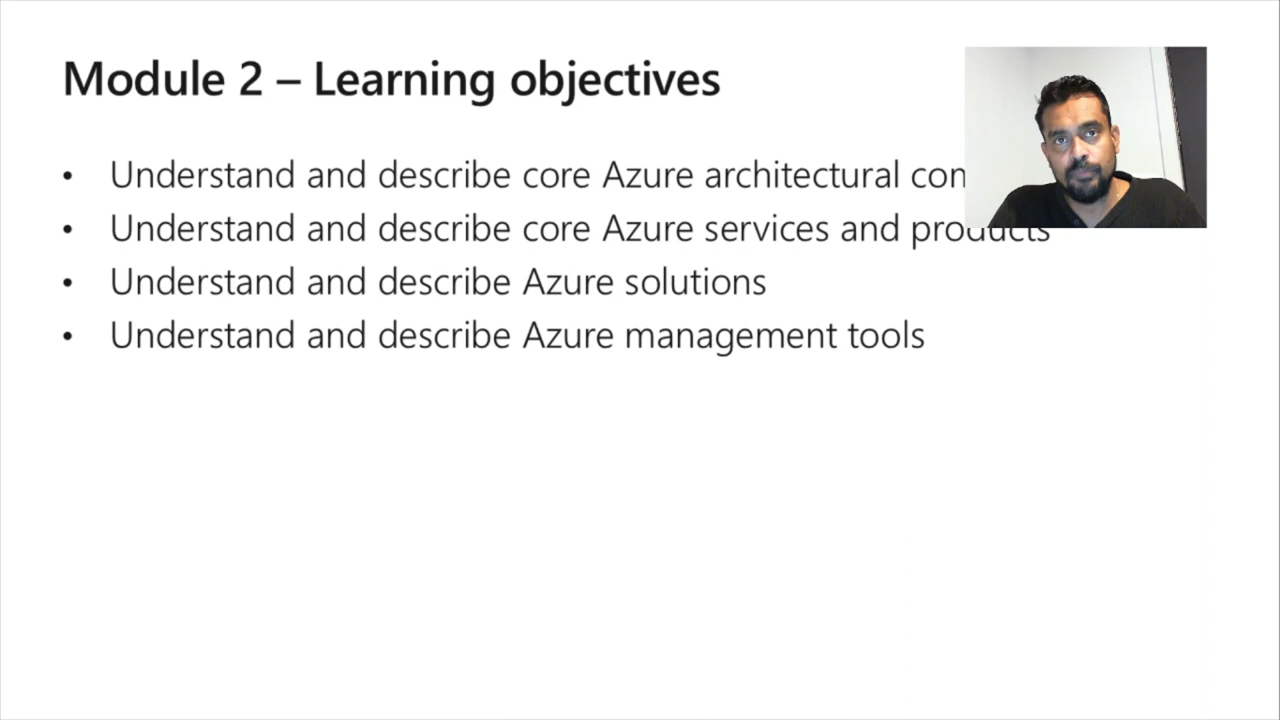 Module 2 – Learning objectives
• Understand and describe core Azure architectural
• Understand and describe core Azure services and products
• Understand and describe Azure solutions
• Understand and describe Azure management tools